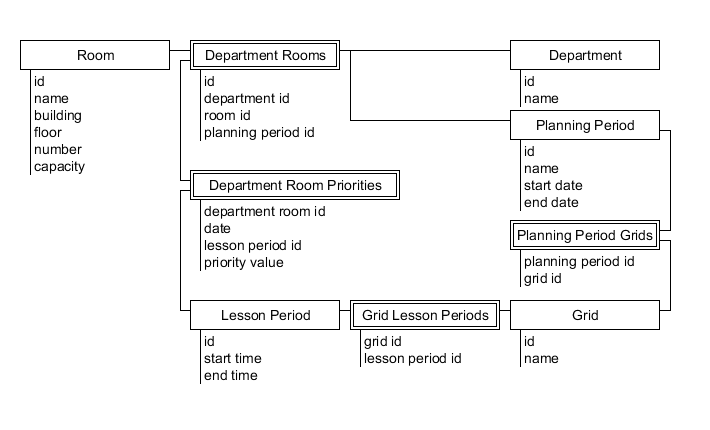 Room
id
name
building
floor
number
capacity
Department Rooms
id
department id
room id
planning period id
Department
id
name
Planning Period
id
name
start date
end date
Department Room Priorities
department room id
date
lesson period id
priority value
Planning Period Grids
planning period id
grid id
Lesson Period
id
start time
end time
Grid Lesson Periods
grid id
lesson period id
Grid
id
name